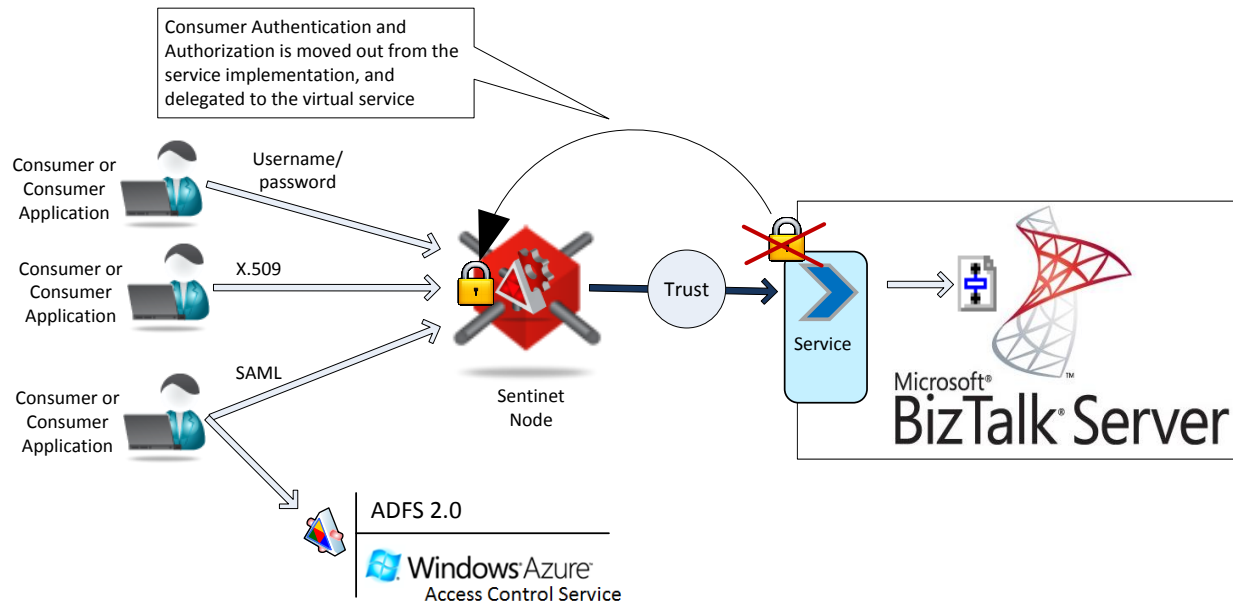 Consumer Authentication and
Authorization is moved out from the
service implementation, and
delegated to the virtual service
Consumer or
Consumer
Application
Username/
password
Consumer or
Consumer
Application
X.509
Consumer or
Consumer
Application
SAML
Sentinet
Node
Trust
Service
Microsoft®
BizTalk® Server
™
ADFS 2.0
Windows Azure™
Access Control Service